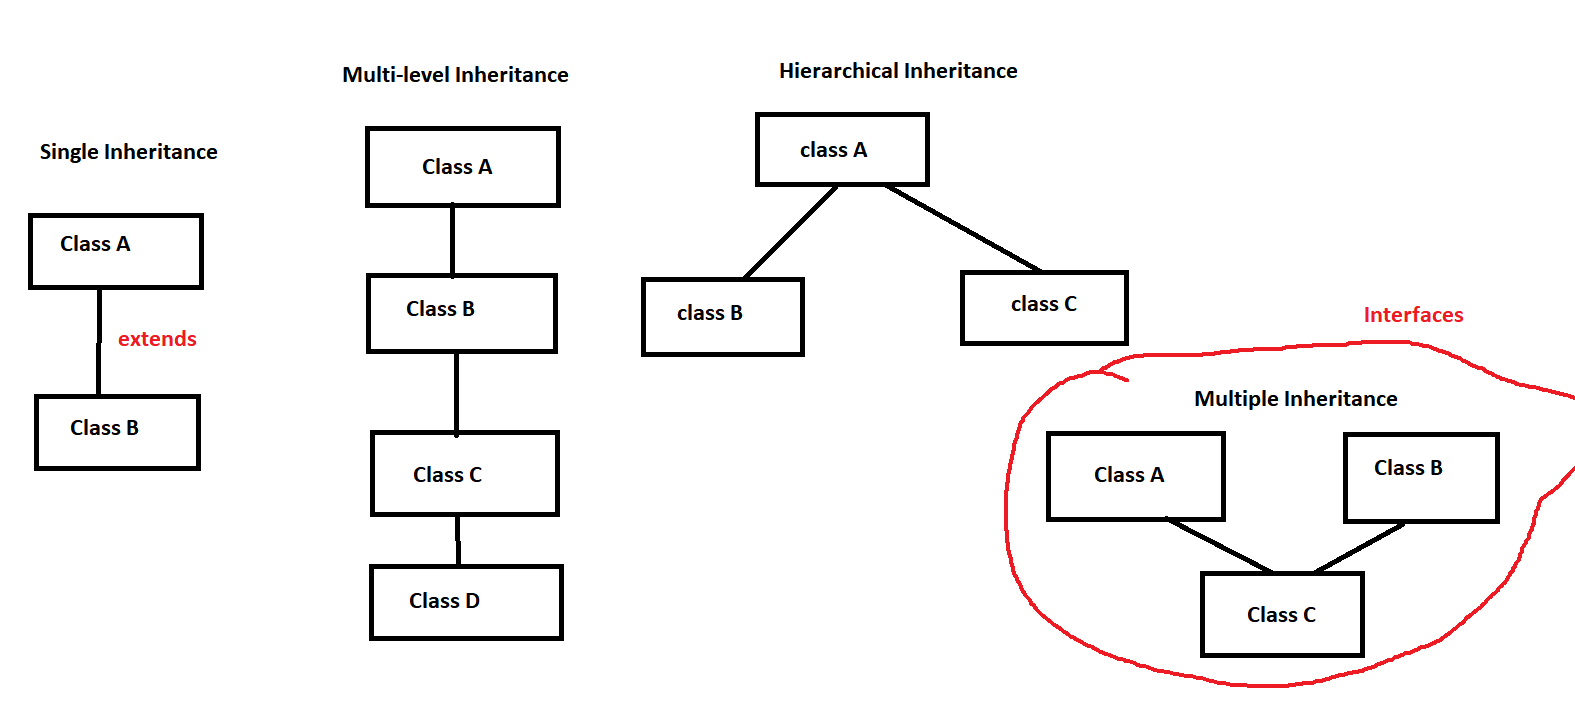 Single Inheritance
Class A
extends
Class B
Multi-level Inheritance
Class A
Class B
Class C
Class D
Hierarchical Inheritance
class A
class B
class C
Interfaces
Multiple Inheritance
Class A
Class B
Class C